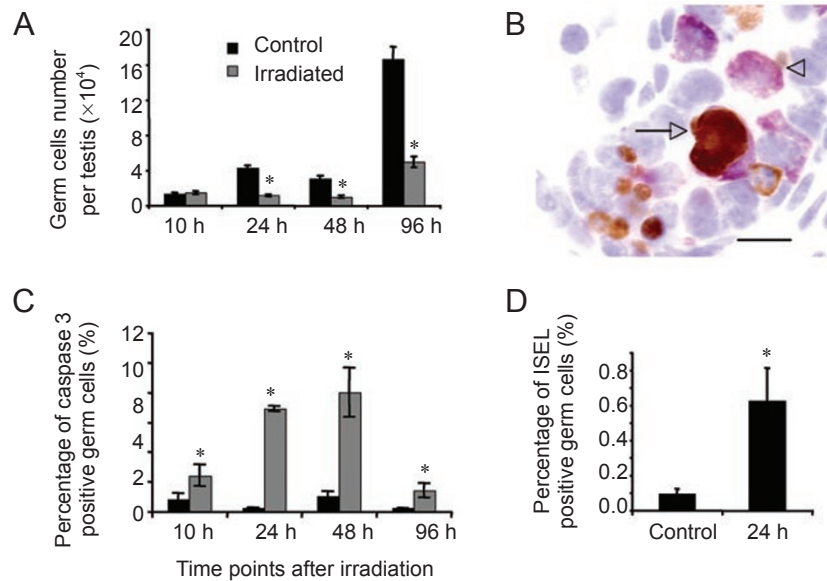 A
Germ cells number
per testis (×10⁴)
20
16
12
8
4
0
Control
Irradiated
*
*
*
10 h 24 h 48 h 96 h
B
C
Percentage of caspase 3
positive germ cells (%)
12
10
8
6
4
2
0
*
*
*
*
10 h 24 h 48 h 96 h
Time points after irradiation
D
Percentage of ISEL
positive germ cells (%)
0.8
0.6
0.4
0.2
0.0
*
Control 24 h